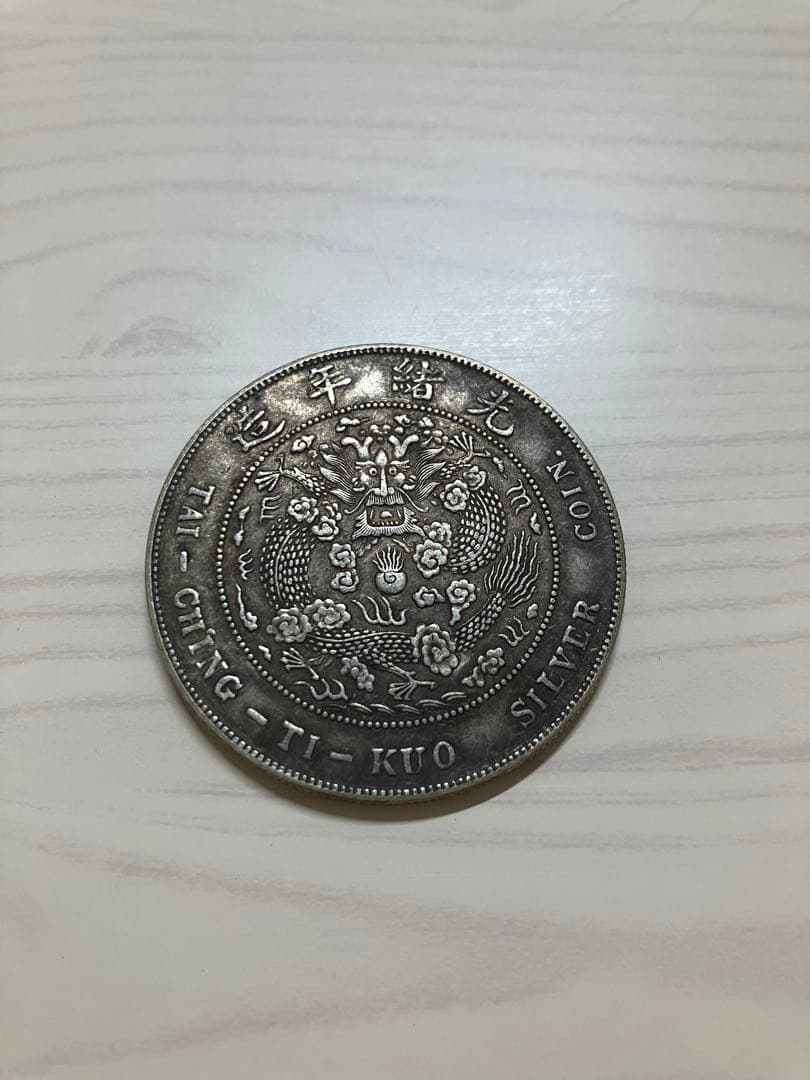 光緒年造
TAI-CHING-TI-KUO SILVER COIN.